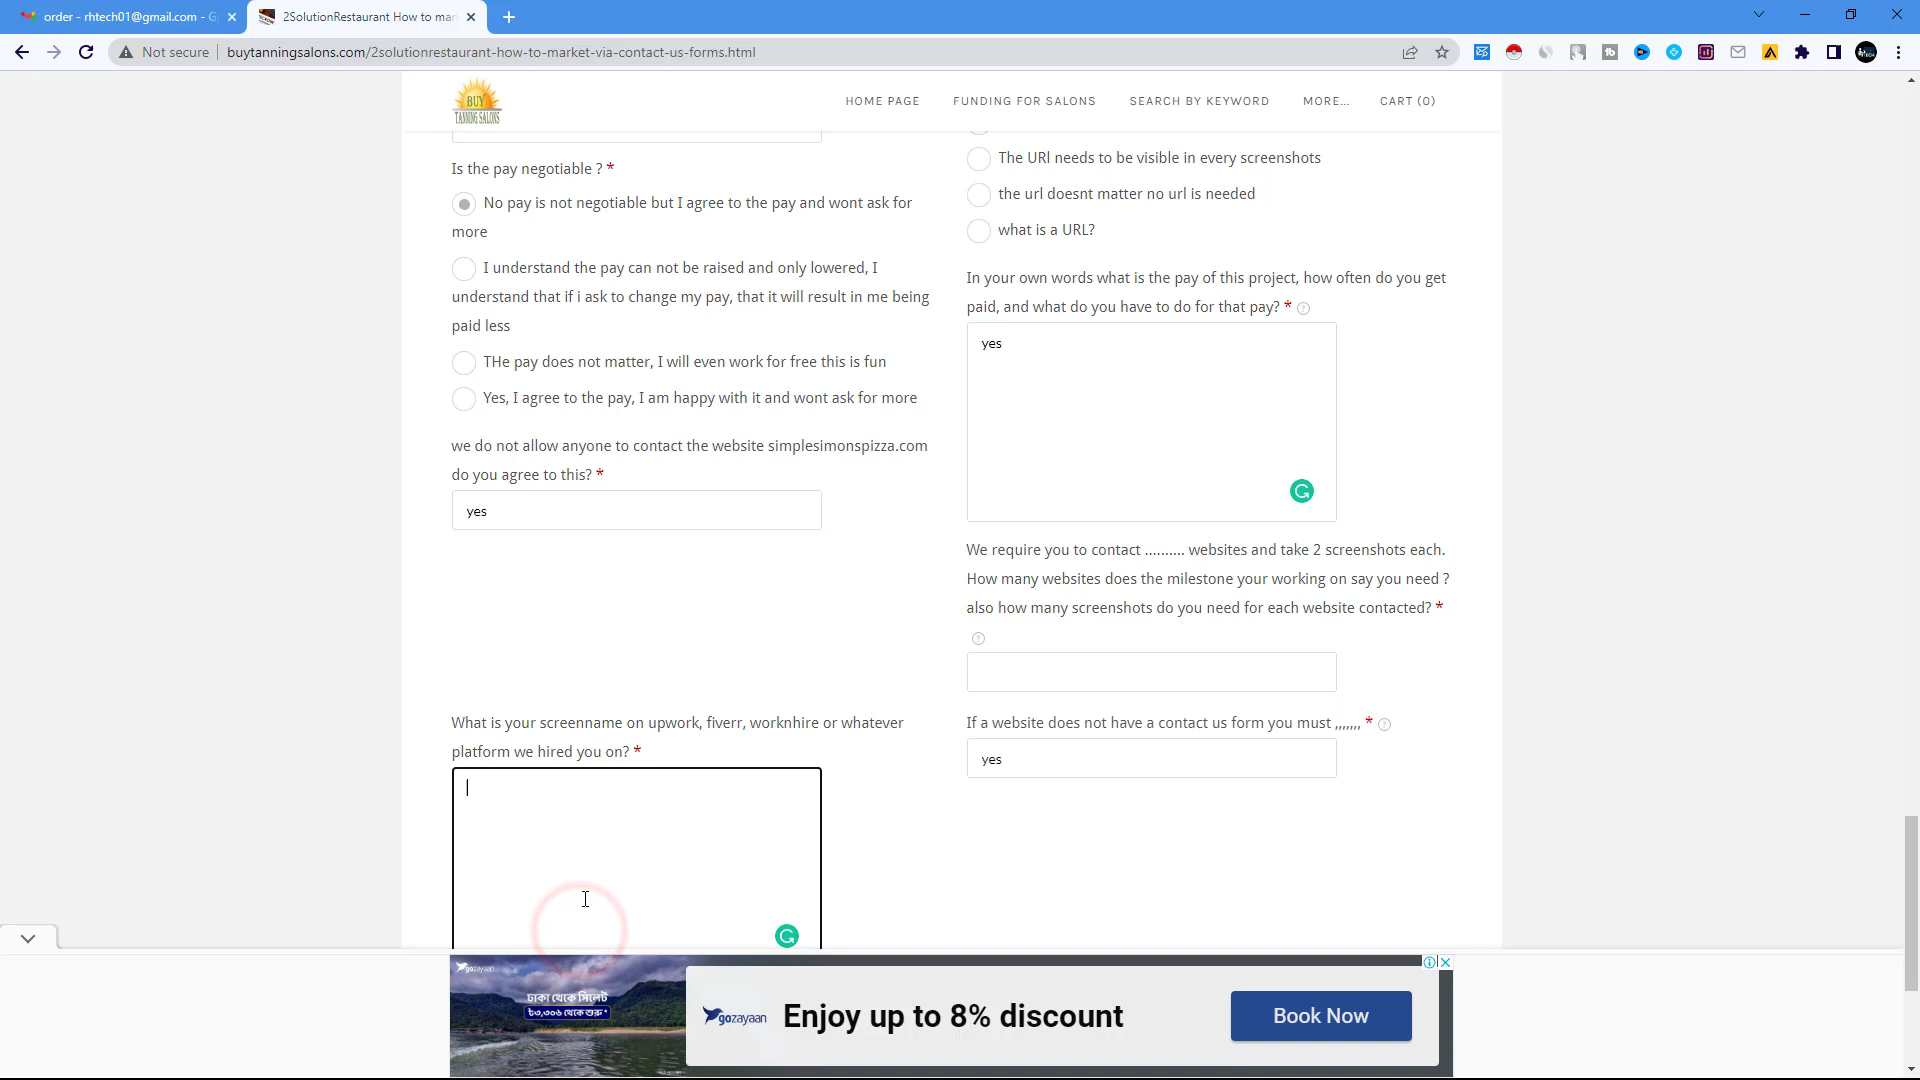 order - rhtech01@gmail.com - G
2SolutionRestaurant How to mar
Not secure
buytanningsalons.com/2solutionrestaurant-how-to-market-via-contact-us-forms.html
BUY
TANNING SALONS
HOME PAGE
FUNDING FOR SALONS
SEARCH BY KEYWORD
MORE...
CART (0)
Is the pay negotiable ? *
No pay is not negotiable but I agree to the pay and wont ask for
more
I understand the pay can not be raised and only lowered, I
understand that if i ask to change my pay, that it will result in me being
paid less
THe pay does not matter, I will even work for free this is fun
Yes, I agree to the pay, I am happy with it and wont ask for more
we do not allow anyone to contact the website simplesimonspizza.com
do you agree to this? *
yes
What is your screenname on upwork, fiverr, worknhire or whatever
platform we hired you on? *
The URl needs to be visible in every screenshots
the url doesnt matter no url is needed
what is a URL?
In your own words what is the pay of this project, how often do you get
paid, and what do you have to do for that pay? *
yes
We require you to contact .......... websites and take 2 screenshots each.
How many websites does the milestone your working on say you need ?
also how many screenshots do you need for each website contacted? *
If a website does not have a contact us form you must ,,,,,,, *
yes
gozayaan
ঢাকা থেকে সিলেট
৳৩,৩০৬ থেকে শুরু*
gozayaan
Enjoy up to 8% discount
Book Now